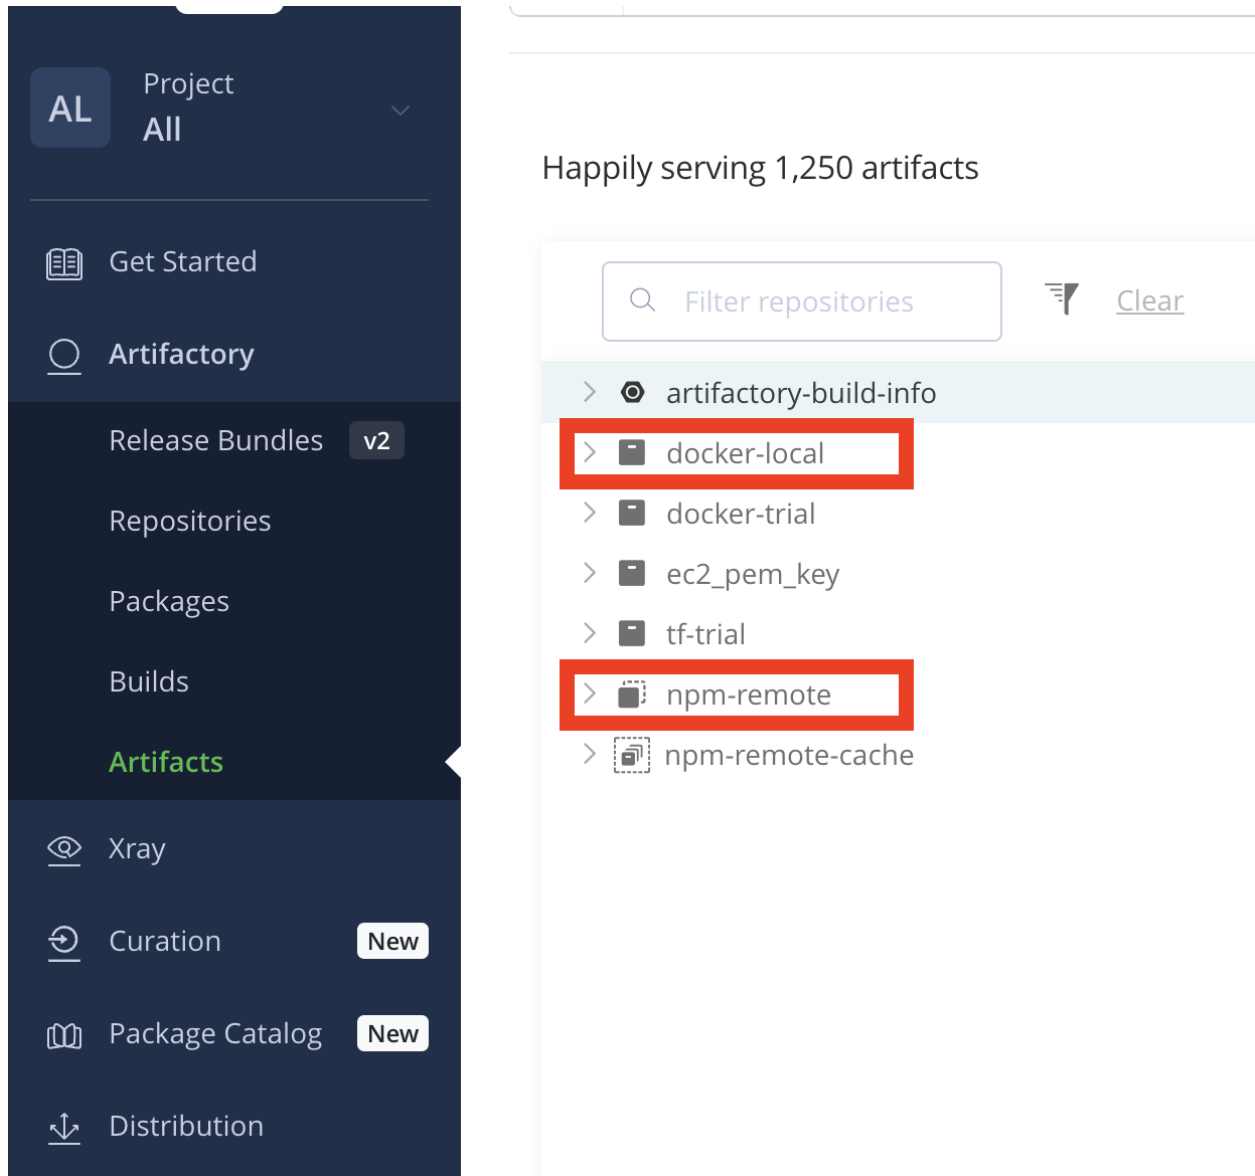 AL
Project
All
Get Started
Artifactory
Release Bundles v2
Repositories
Packages
Builds
Artifacts
Xray
Curation New
Package Catalog New
Distribution
Happily serving 1,250 artifacts
Filter repositories
Clear
artifactory-build-info
docker-local
docker-trial
ec2_pem_key
tf-trial
npm-remote
npm-remote-cache